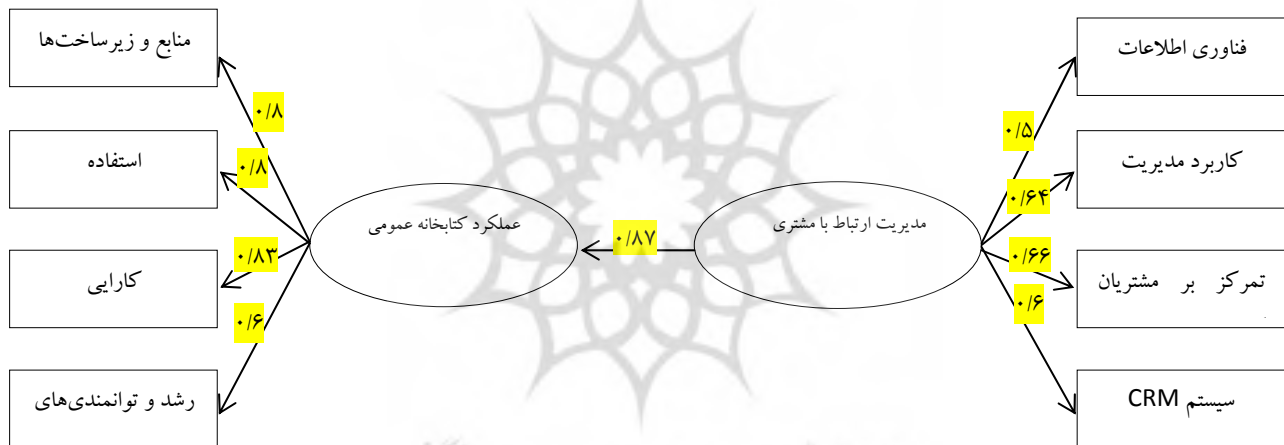 فناوری اطلاعات
منابع و زیرساخت‌ها
۰/۵
۰/۸
کاربرد مدیریت
استفاده
۰/۶۴
۰/۸
مدیریت ارتباط با مشتری
۰/۸۷
عملکرد کتابخانه عمومی
تمرکز بر مشتریان
۰/۶۶
۰/۸۳
کارایی
۰/۶
۰/۶
سیستم CRM
رشد و توانمندی‌های